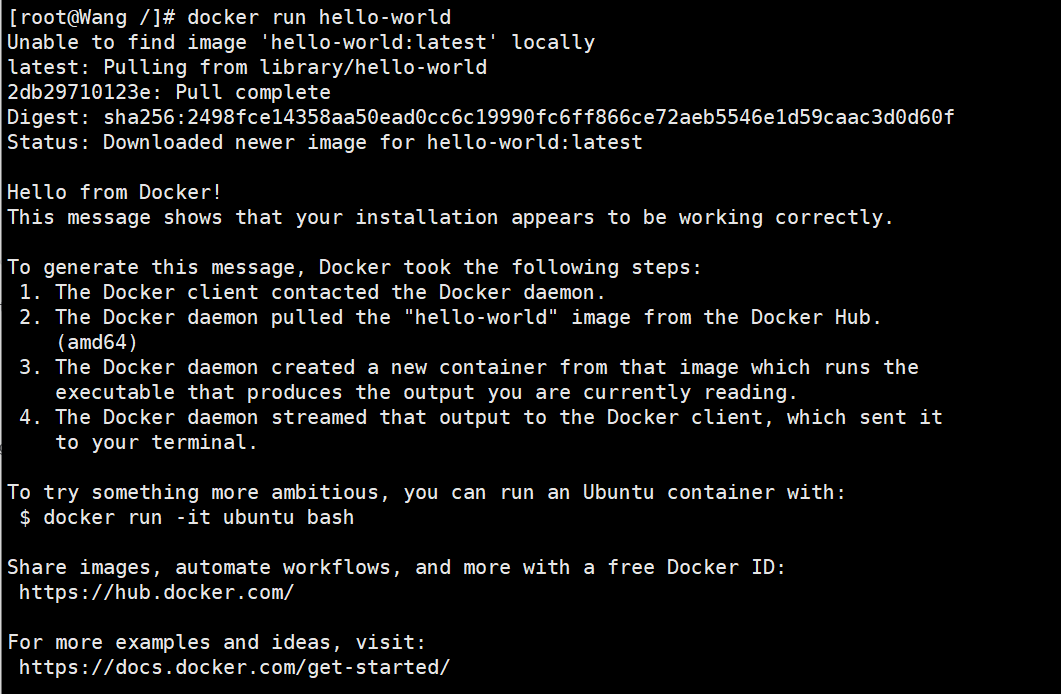 [root@Wang /]# docker run hello-world
Unable to find image 'hello-world:latest' locally
latest: Pulling from library/hello-world
2db29710123e: Pull complete
Digest: sha256:2498fce14358aa50ead0cc6c19990fc6ff866ce72aeb5546e1d59caac3d0d60f
Status: Downloaded newer image for hello-world:latest

Hello from Docker!
This message shows that your installation appears to be working correctly.

To generate this message, Docker took the following steps:
 1. The Docker client contacted the Docker daemon.
 2. The Docker daemon pulled the "hello-world" image from the Docker Hub.
    (amd64)
 3. The Docker daemon created a new container from that image which runs the
    executable that produces the output you are currently reading.
 4. The Docker daemon streamed that output to the Docker client, which sent it
    to your terminal.

To try something more ambitious, you can run an Ubuntu container with:
 $ docker run -it ubuntu bash

Share images, automate workflows, and more with a free Docker ID:
 https://hub.docker.com/

For more examples and ideas, visit:
 https://docs.docker.com/get-started/